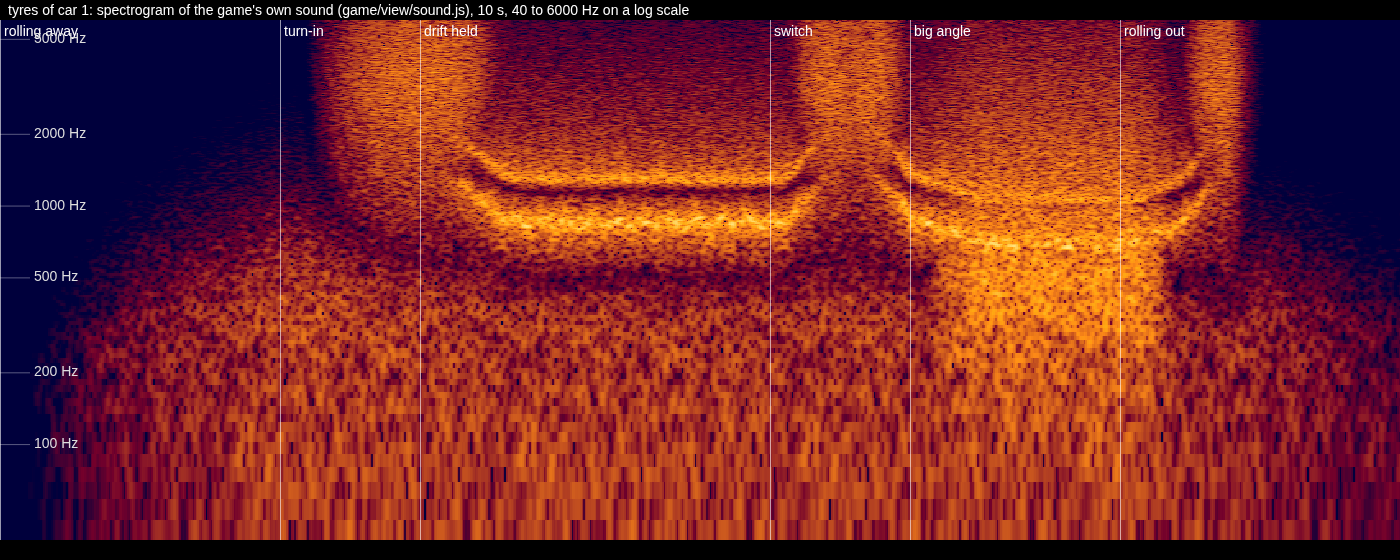 tyres of car 1: spectrogram of the game's own sound (game/view/sound.js), 10 s, 40 to 6000 Hz on a log scale
rolling away turn-in drift held switch big angle rolling out
5000 Hz
2000 Hz
1000 Hz
500 Hz
200 Hz
100 Hz